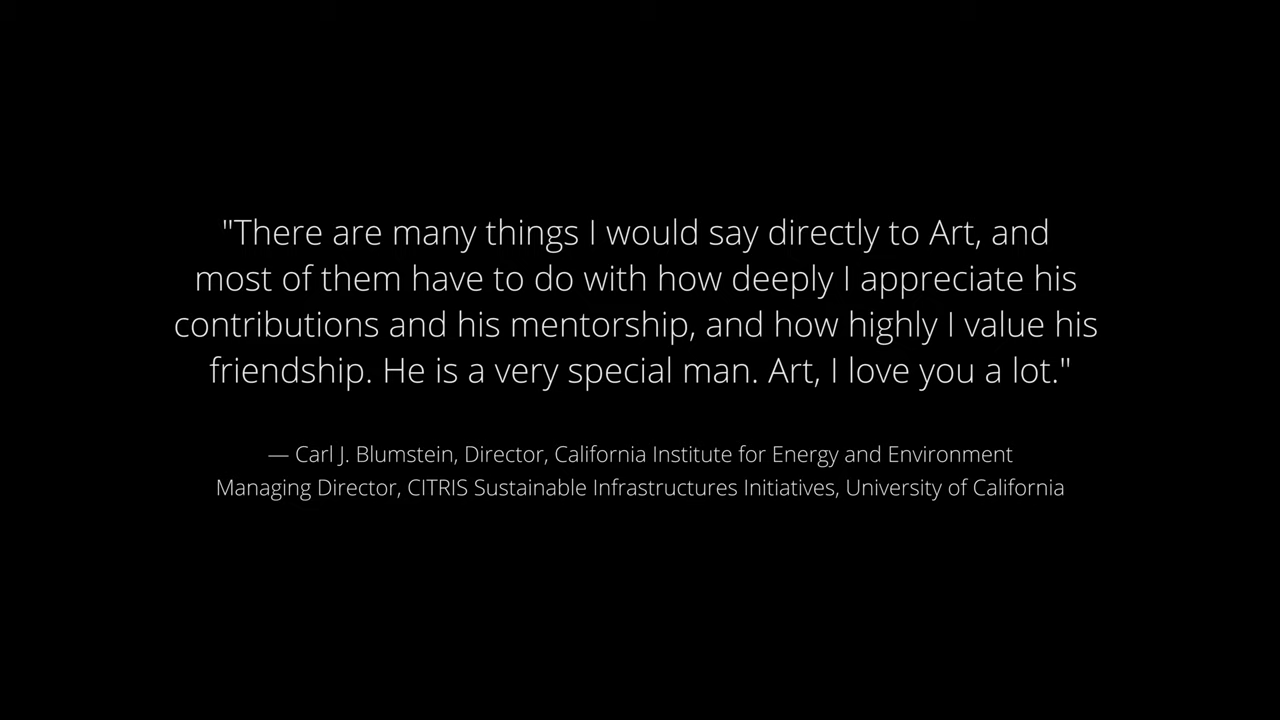 "There are many things I would say directly to Art, and
most of them have to do with how deeply I appreciate his
contributions and his mentorship, and how highly I value his
friendship. He is a very special man. Art, I love you a lot."
— Carl J. Blumstein, Director, California Institute for Energy and Environment
Managing Director, CITRIS Sustainable Infrastructures Initiatives, University of California